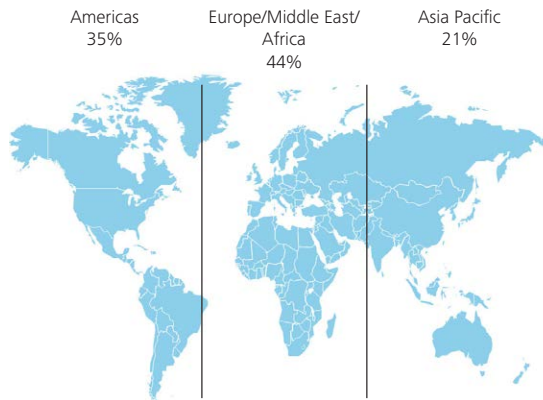 Americas
35%
Europe/Middle East/
Africa
44%
Asia Pacific
21%